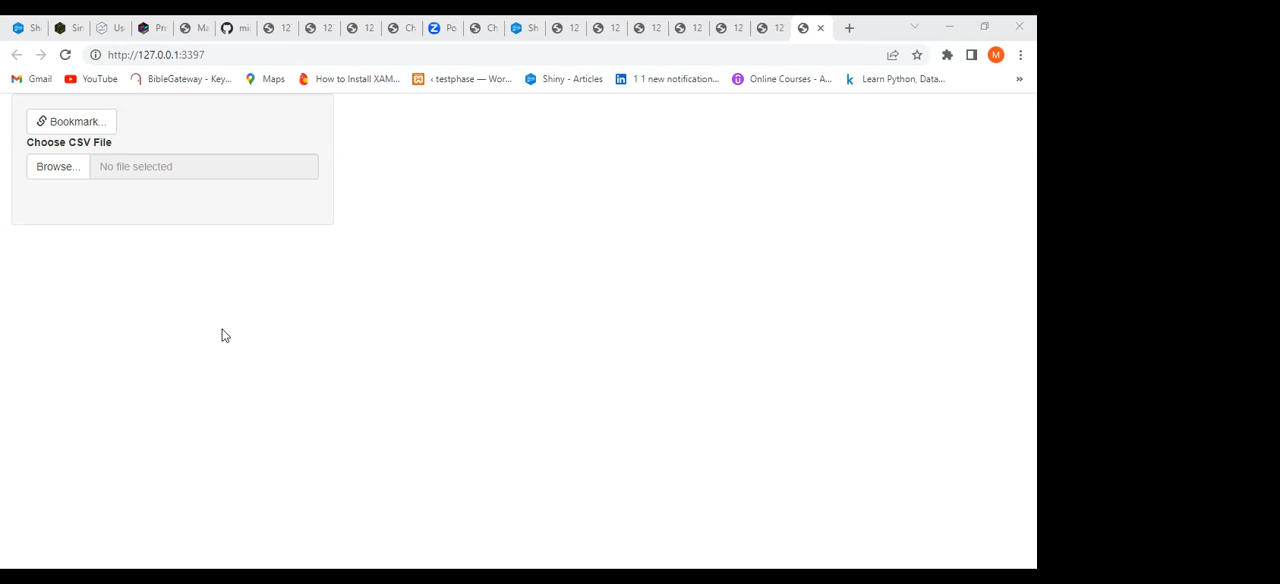 Sh Sir Us Pr Ma mi 12 12 12 Ch Po Ch Sh 12 12 12 12 12 12
http://127.0.0.1:3397 M
Gmail YouTube BibleGateway - Key... Maps How to Install XAM... ‹ testphase — Wor... Shiny - Articles 1 1 new notification... Online Courses - A... Learn Python, Data... »
Bookmark...
Choose CSV File
Browse... No file selected